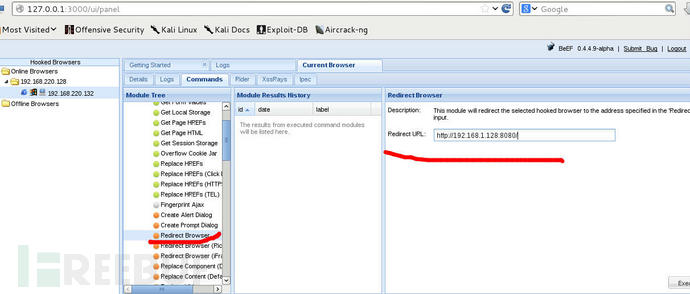 127.0.0.1:3000/ui/panel
Google
Most Visited
Offensive Security
Kali Linux
Kali Docs
Exploit-DB
Aircrack-ng
BeEF 0.4.4.9-alpha | Submit Bug | Logout
Hooked Browsers
Online Browsers
192.168.220.128
192.168.220.132
Offline Browsers
Getting Started
Logs
Current Browser
Details
Logs
Commands
Rider
XssRays
Ipec
Module Tree
Get Form Values
Get Local Storage
Get Page HREFs
Get Page HTML
Get Session Storage
Overflow Cookie Jar
Replace HREFs
Replace HREFs (Click
Replace HREFs (HTTPS
Replace HREFs (TEL)
Fingerprint Ajax
Create Alert Dialog
Create Prompt Dialog
Redirect Browser
Redirect Browser (Ric
Redirect Browser (iFra
Replace Component (D
Replace Content (Defa
Module Results History
id
date
label
The results from executed command modules
will be listed here.
Redirect Browser
Description:
This module will redirect the selected hooked browser to the address specified in the 'Redirec
input.
Redirect URL:
http://192.168.1.128:8080/
Exe